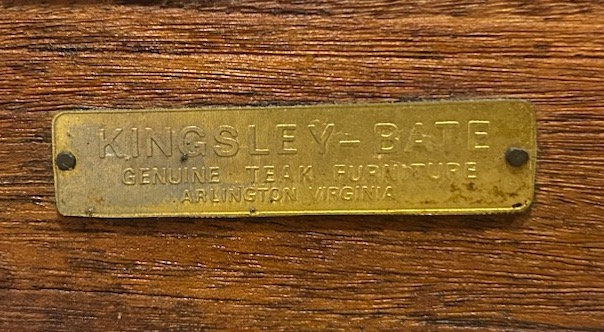 KINGSLEY-BATE
GENUINE TEAK FURNITURE
ARLINGTON VIRGINIA